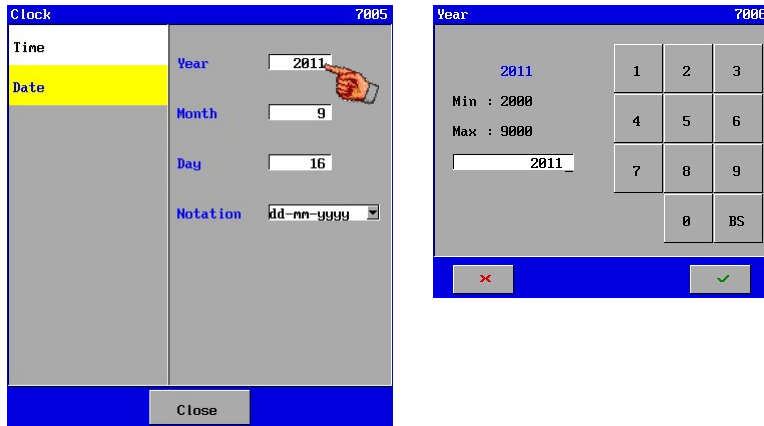 Clock 7005
Time
Date
Year 2011
Month 9
Day 16
Notation dd-mm-yyyy
Close
Year 7006
2011
Min : 2000
Max : 9000
2011_
1 2 3
4 5 6
7 8 9
0 BS